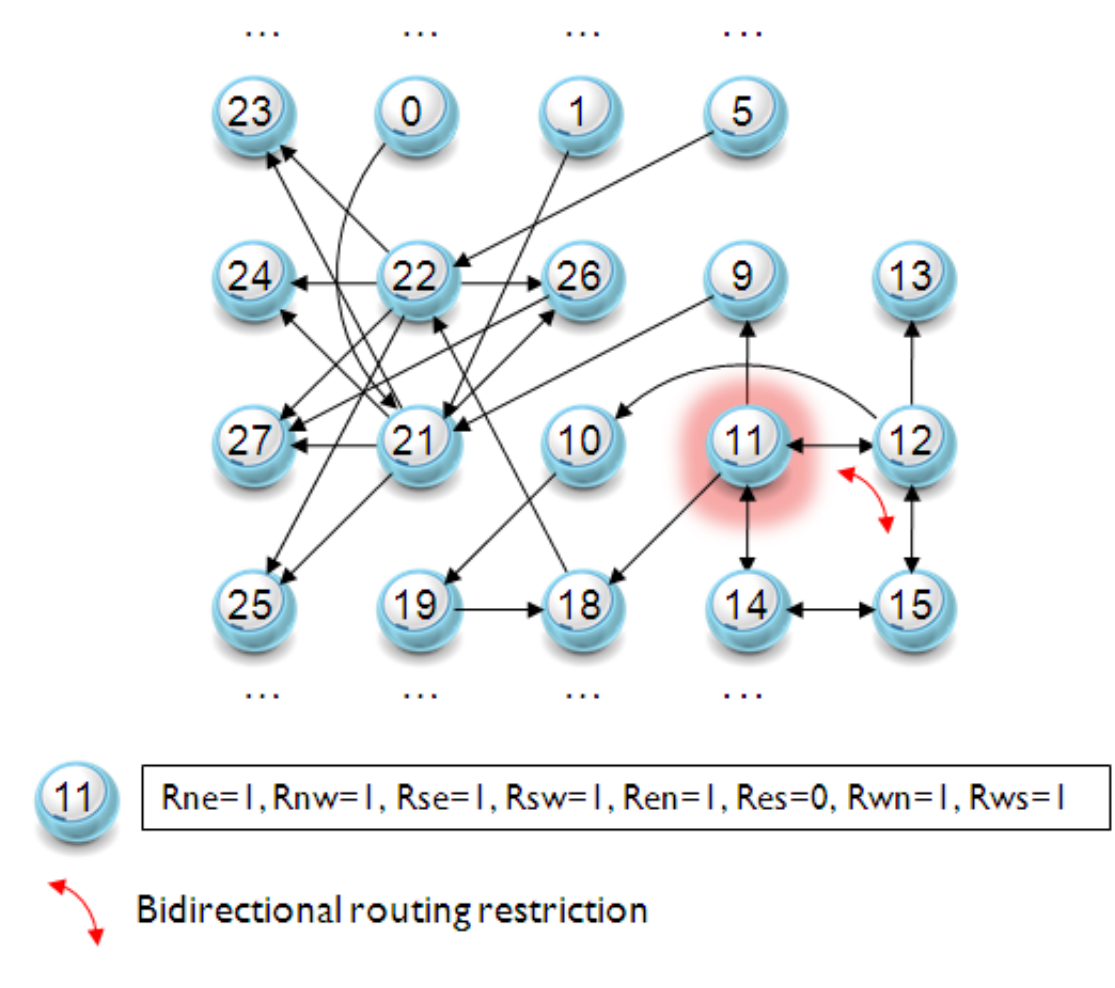 ... ... ... ...
23 0 1 5
24 22 26 9 13
27 21 10 11 12
25 19 18 14 15
... ... ... ...
11 Rne=1, Rnw=1, Rse=1, Rsw=1, Ren=1, Res=0, Rwn=1, Rws=1
Bidirectional routing restriction